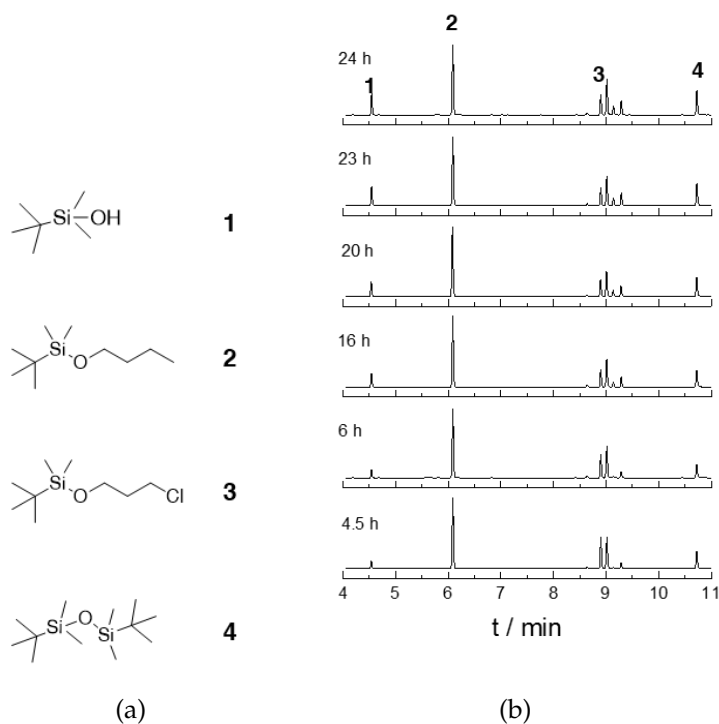 Si-OH
1
Si
O
2
Si
O
Cl
3
Si
O
Si
4
(a)
2
24 h
1
3
4
23 h
20 h
16 h
6 h
4.5 h
4 5 6 7 8 9 10 11
t / min
(b)